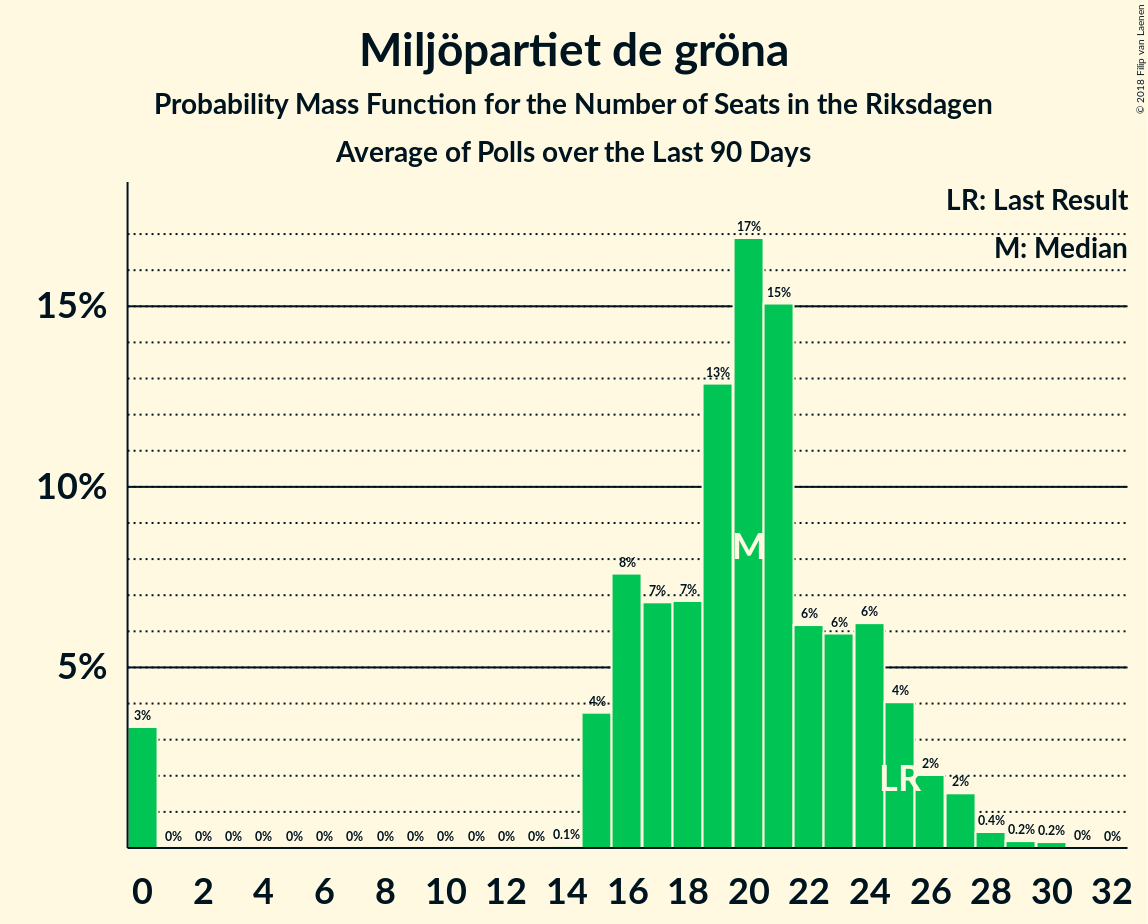 Miljöpartiet de gröna
Probability Mass Function for the Number of Seats in the Riksdagen
Average of Polls over the Last 90 Days
© 2018 Filip van Laenen
LR: Last Result
M: Median
15%
10%
5%
3% 0% 0% 0% 0% 0% 0% 0% 0% 0% 0% 0% 0% 0% 0.1% 4% 8% 7% 7% 13% 17% 15% 6% 6% 6% 4% 2% 2% 0.4% 0.2% 0.2% 0% 0%
M
LR
0 2 4 6 8 10 12 14 16 18 20 22 24 26 28 30 32